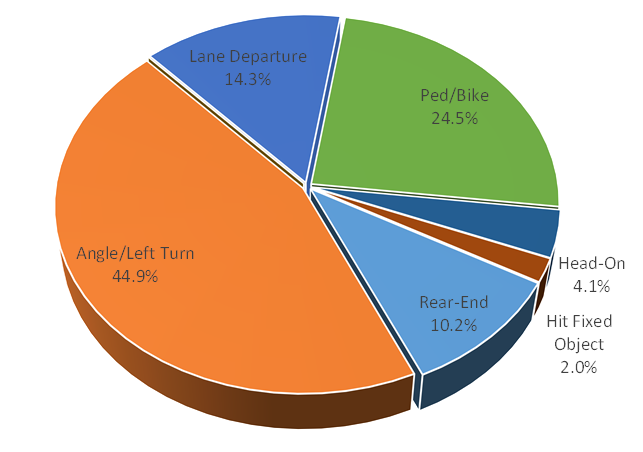 Lane Departure
14.3%
Ped/Bike
24.5%
Angle/Left Turn
44.9%
Head-On
4.1%
Rear-End
10.2%
Hit Fixed
Object
2.0%